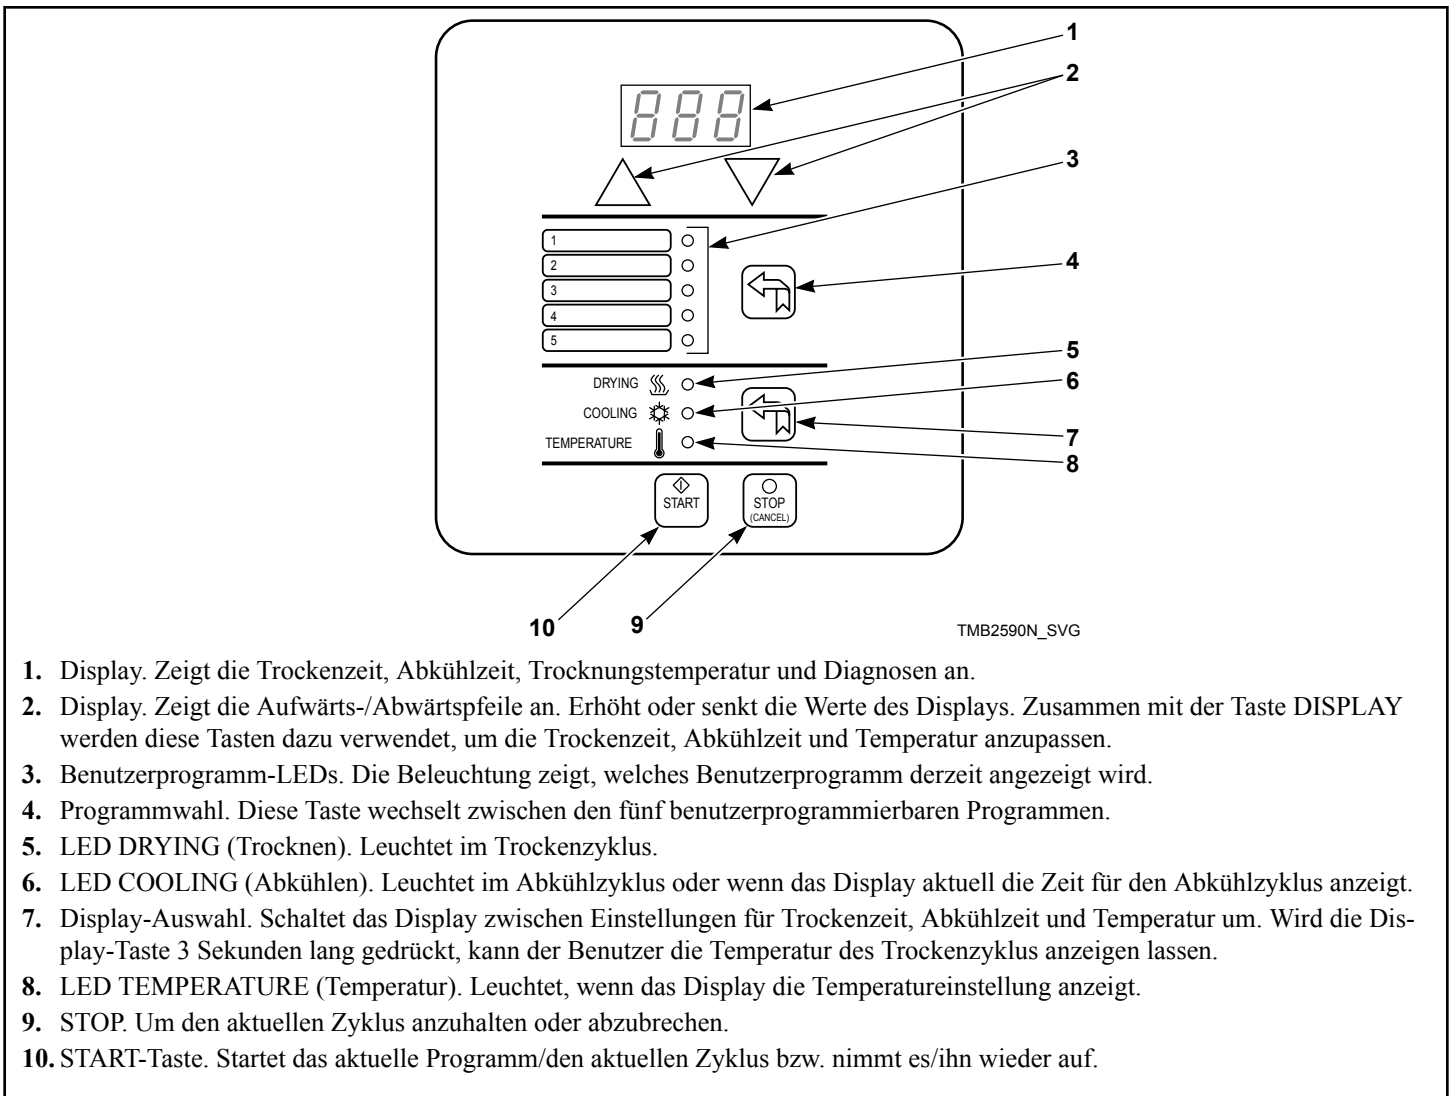 1
2
888
3
1
2
4
3
4
5
5
DRYING
6
COOLING
7
TEMPERATURE
8
START
STOP
(CANCEL)
10
9
TMB2590N_SVG
1. Display. Zeigt die Trockenzeit, Abkühlzeit, Trocknungstemperatur und Diagnosen an.
2. Display. Zeigt die Aufwärts-/Abwärtspfeile an. Erhöht oder senkt die Werte des Displays. Zusammen mit der Taste DISPLAY
werden diese Tasten dazu verwendet, um die Trockenzeit, Abkühlzeit und Temperatur anzupassen.
3. Benutzerprogramm-LEDs. Die Beleuchtung zeigt, welches Benutzerprogramm derzeit angezeigt wird.
4. Programmwahl. Diese Taste wechselt zwischen den fünf benutzerprogrammierbaren Programmen.
5. LED DRYING (Trocknen). Leuchtet im Trockenzyklus.
6. LED COOLING (Abkühlen). Leuchtet im Abkühlzyklus oder wenn das Display aktuell die Zeit für den Abkühlzyklus anzeigt.
7. Display-Auswahl. Schaltet das Display zwischen Einstellungen für Trockenzeit, Abkühlzeit und Temperatur um. Wird die Dis-
play-Taste 3 Sekunden lang gedrückt, kann der Benutzer die Temperatur des Trockenzyklus anzeigen lassen.
8. LED TEMPERATURE (Temperatur). Leuchtet, wenn das Display die Temperatureinstellung anzeigt.
9. STOP. Um den aktuellen Zyklus anzuhalten oder abzubrechen.
10. START-Taste. Startet das aktuelle Programm/den aktuellen Zyklus bzw. nimmt es/ihn wieder auf.